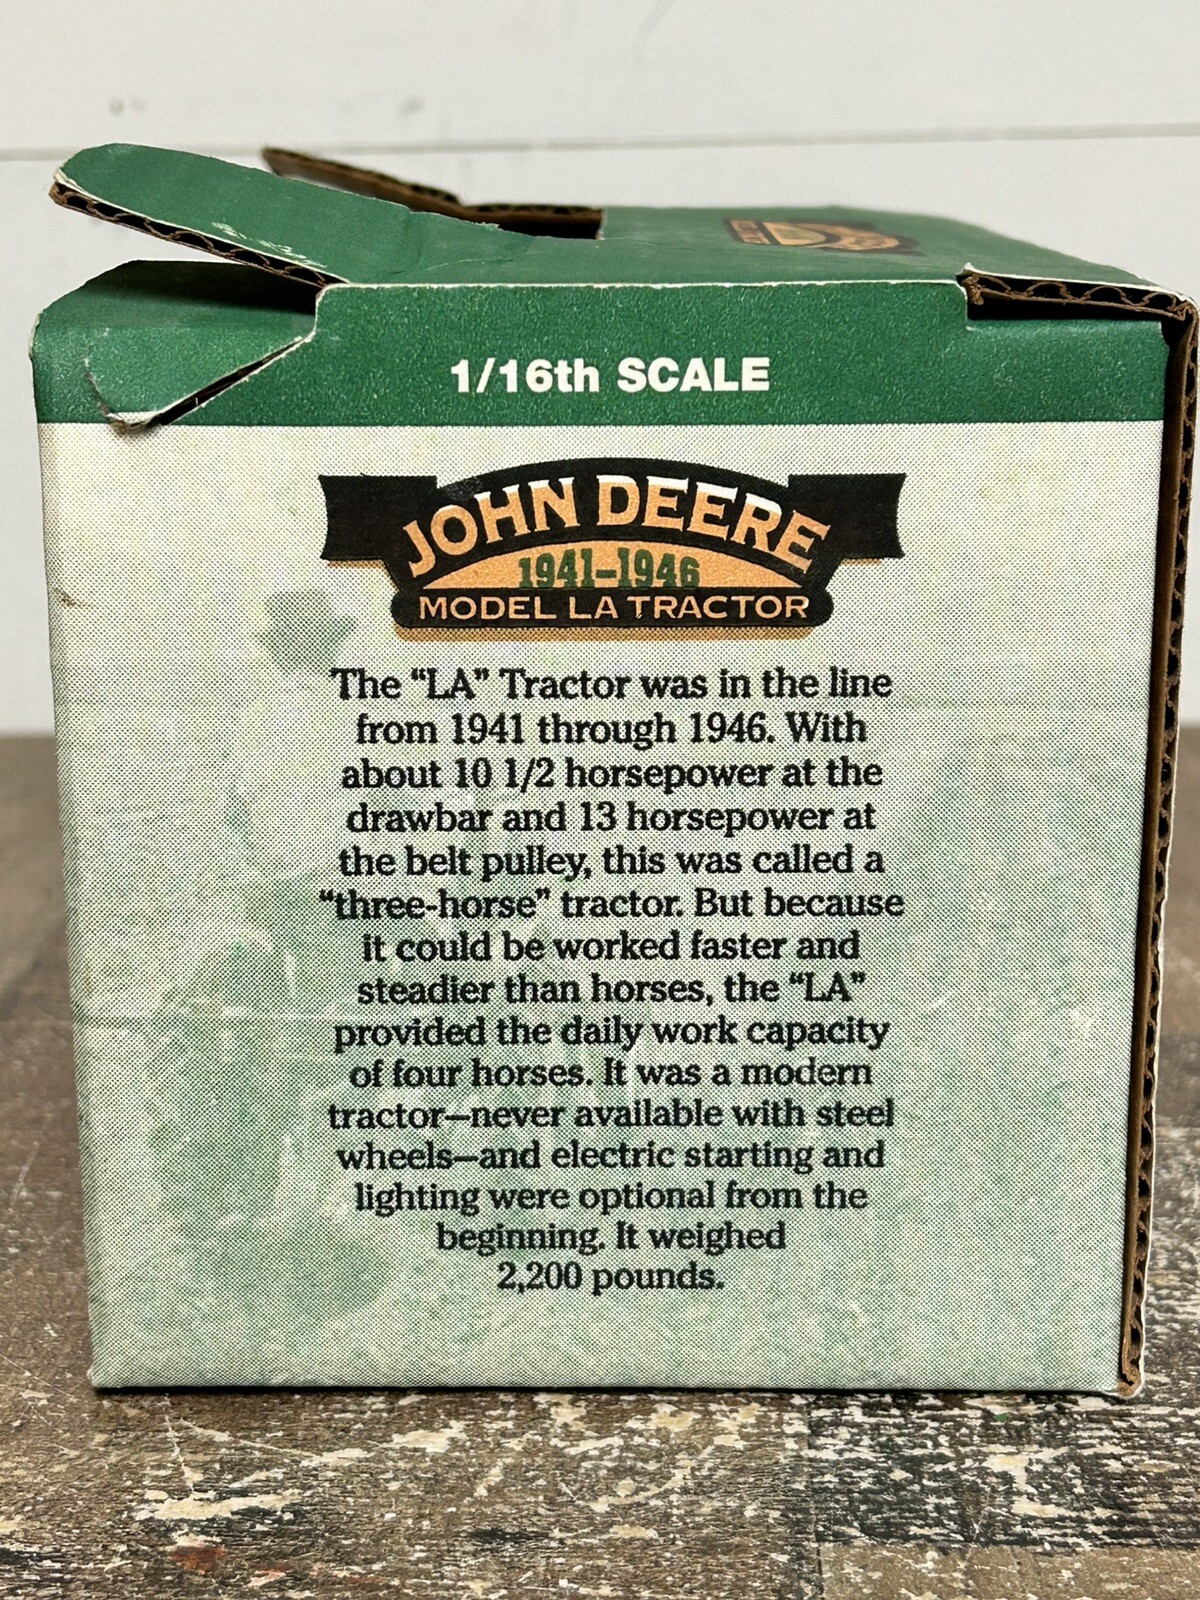 1/16th SCALE
JOHN DEERE
1941–1946
MODEL LA TRACTOR
The “LA” Tractor was in the line
from 1941 through 1946. With
about 10 1/2 horsepower at the
drawbar and 13 horsepower at
the belt pulley, this was called a
“three-horse” tractor. But because
it could be worked faster and
steadier than horses, the “LA”
provided the daily work capacity
of four horses. It was a modern
tractor—never available with steel
wheels—and electric starting and
lighting were optional from the
beginning. It weighed
2,200 pounds.